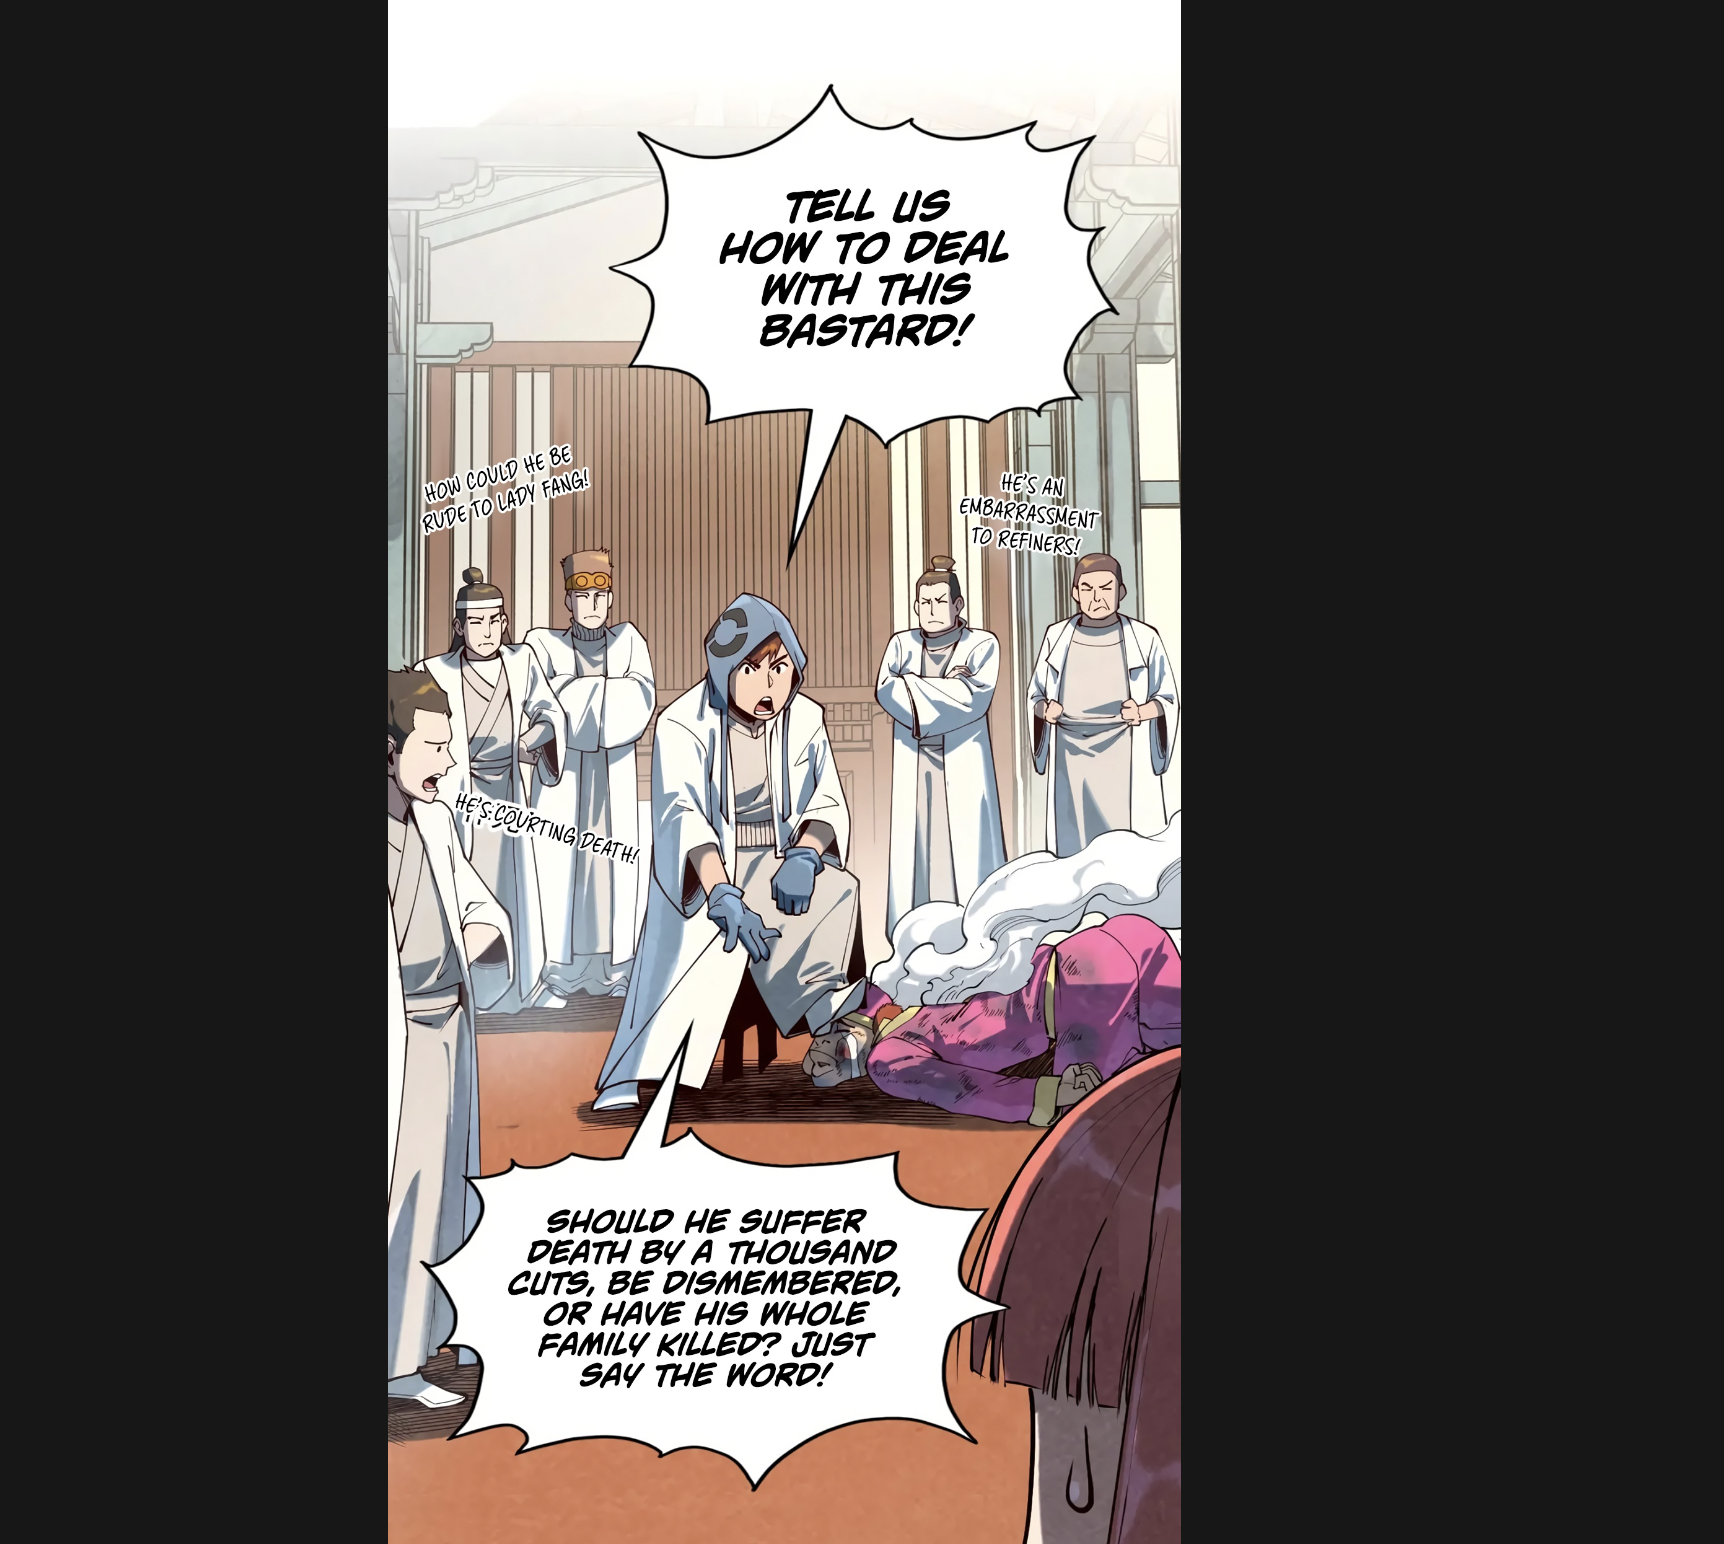 TELL US
HOW TO DEAL
WITH THIS
BASTARD!
HOW COULD HE BE
RUDE TO LADY FANG!
HE'S AN
EMBARRASSMENT
TO REFINERS!
HE'S COURTING DEATH!
SHOULD HE SUFFER
DEATH BY A THOUSAND
CUTS, BE DISMEMBERED,
OR HAVE HIS WHOLE
FAMILY KILLED? JUST
SAY THE WORD!